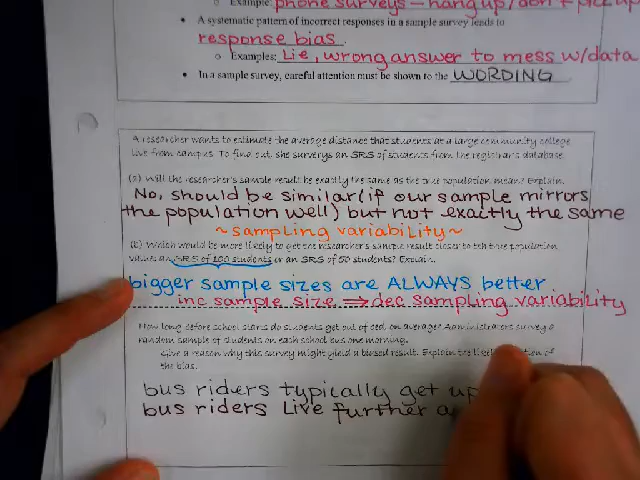 Example: phone surveys - hang up/don't pick up
• A systematic pattern of incorrect responses in a sample survey leads to
response bias.
Examples: Lie, wrong answer to mess w/data
• In a sample survey, careful attention must be shown to the WORDING
A researcher wants to estimate the average distance that students at a large community college
live from campus. To find out, she surveys an SRS of students from the registrar's database.
(a) Will the researcher's sample result be exactly the same as the true population mean? Explain.
No, should be similar (if our sample mirrors
the population well) but not exactly the same
~sampling variability~
(b) Which would be more likely to get the researcher's sample result closer to the true population
value: an SRS of 100 students or an SRS of 50 students? Explain.
bigger sample sizes are ALWAYS better
inc sample size ⇒ dec sampling variability
How long before school starts do students get out of bed, on average? Administrators survey a
random sample of students on each school bus one morning.
Give a reason why this survey might yield a biased result. Explain the
the bias.
bus riders typically get up
bus riders live further